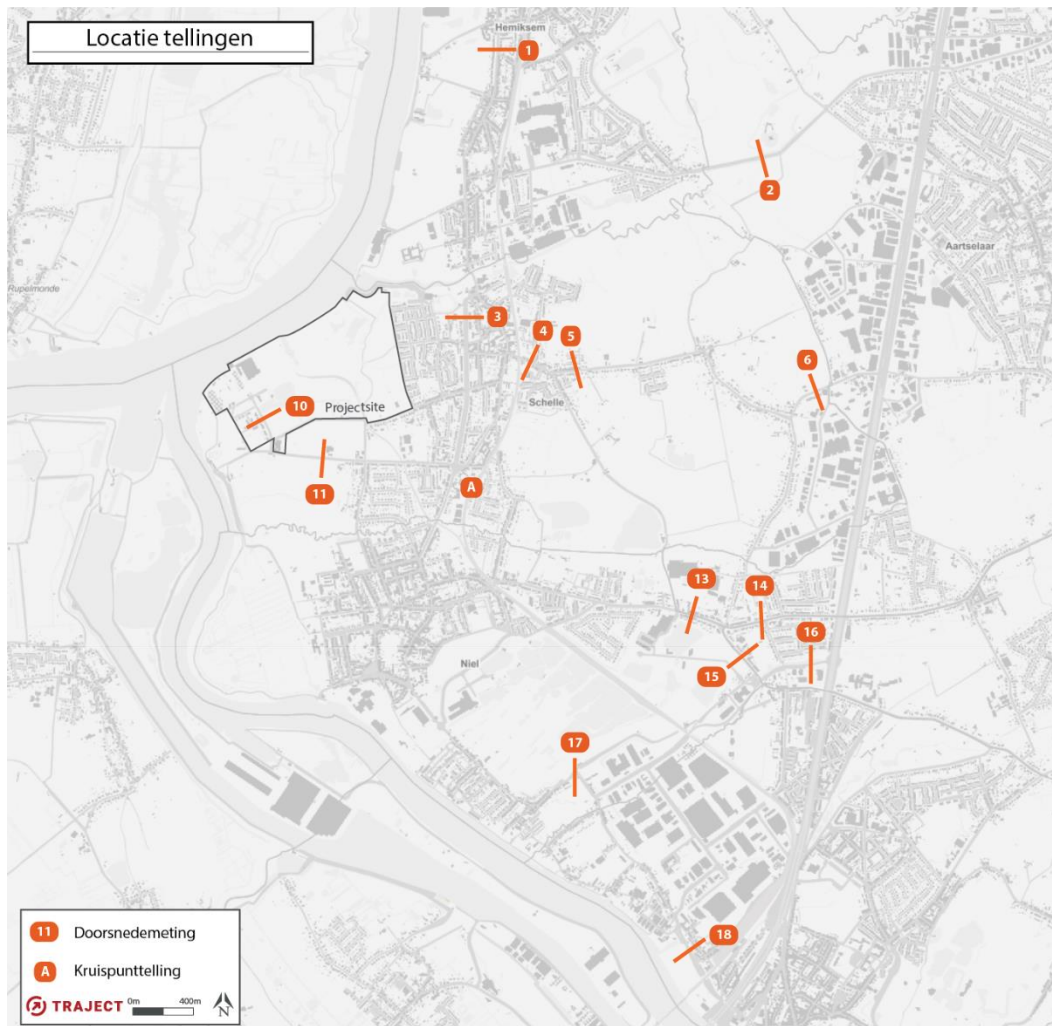 Locatie tellingen
Hemiksem
1
2
Aartselaar
Rupelmonde
3
4
5
6
Schelle
10
Projectsite
11
A
13
14
16
15
Niel
17
18
11 Doorsnedemeting
A Kruispunttelling
TRAJECT 0m 400m N